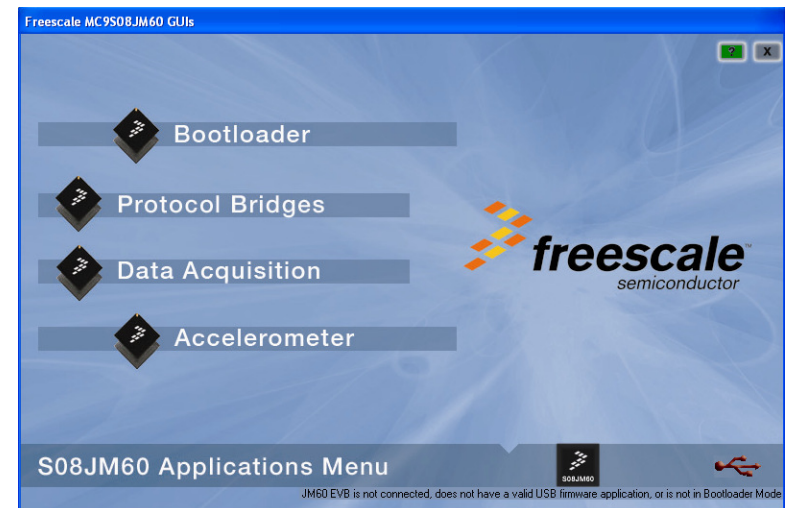 Freescale MC9S08JM60 GUIs
? X
Bootloader
Protocol Bridges
Data Acquisition
Accelerometer
freescale™
semiconductor
S08JM60 Applications Menu
S08JM60
JM60 EVB is not connected, does not have a valid USB firmware application, or is not in Bootloader Mode